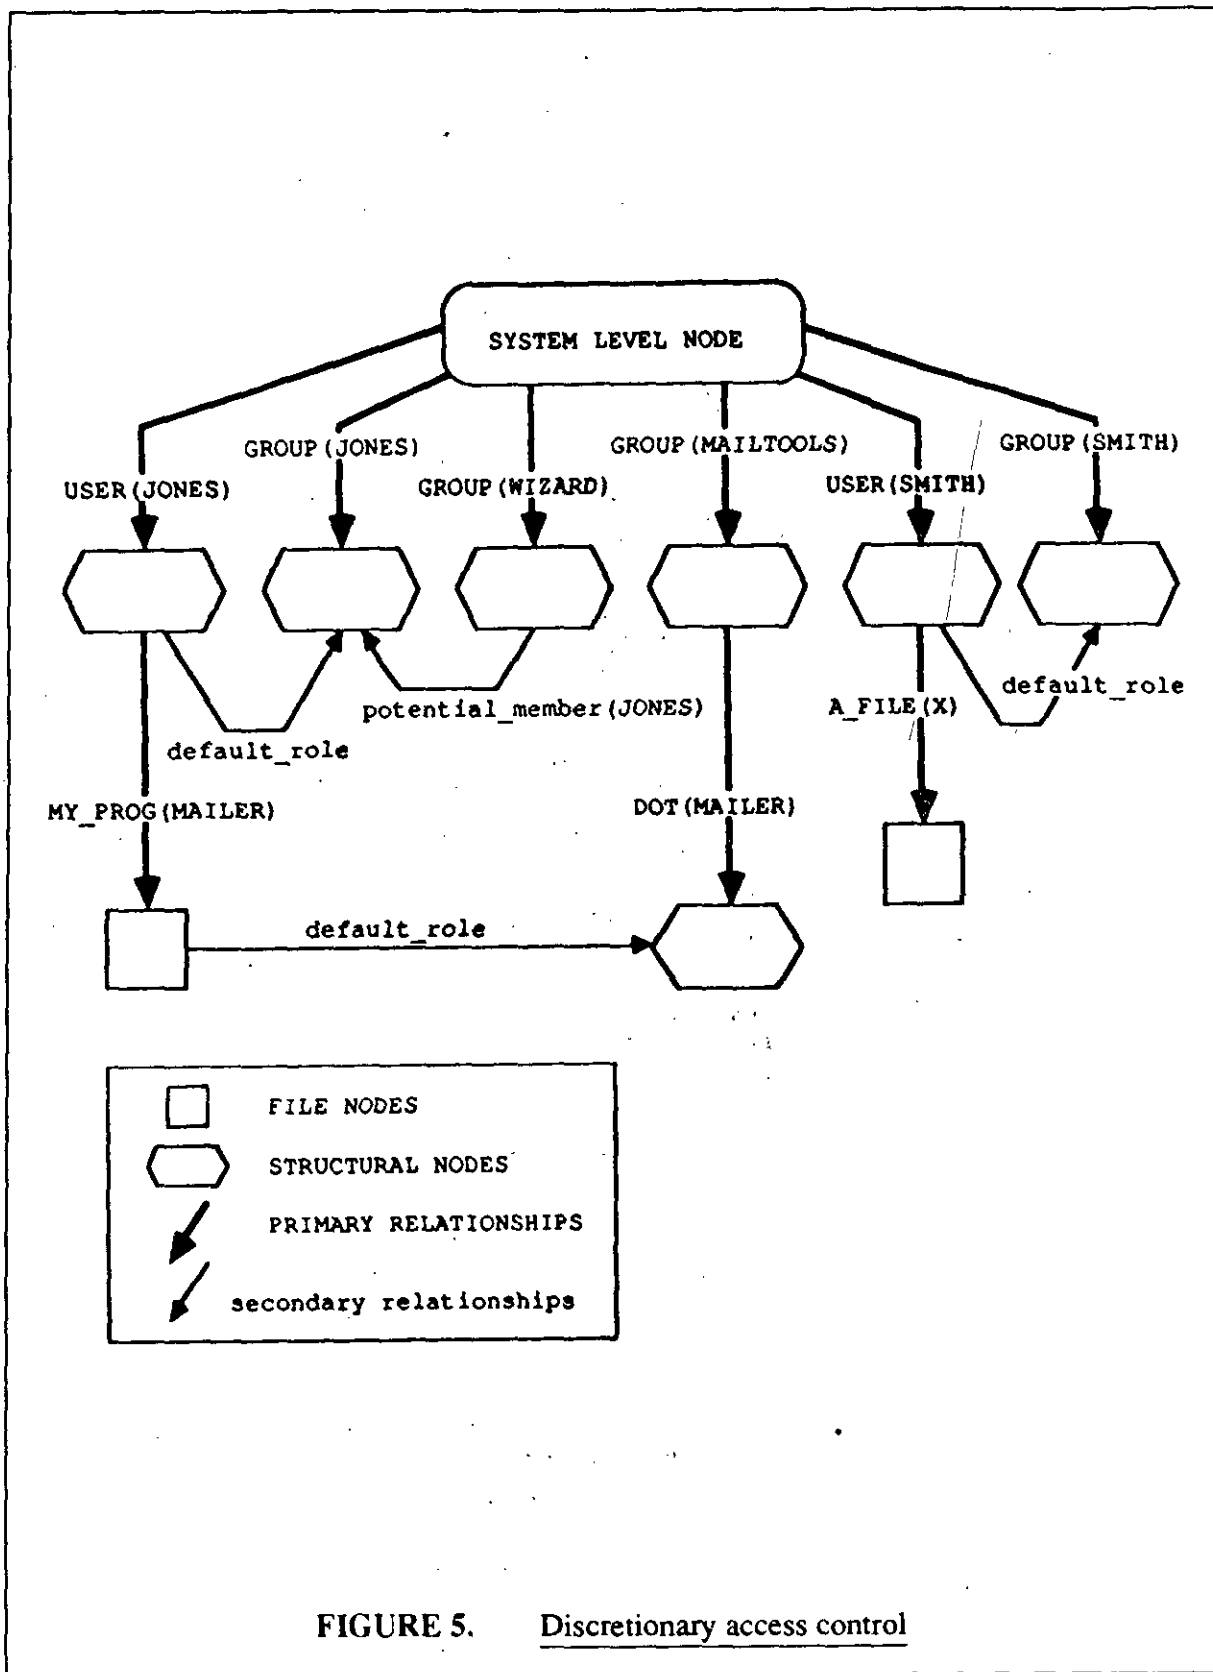 SYSTEM LEVEL NODE
GROUP(JONES)
GROUP(MAILTOOLS)
GROUP(SMITH)
USER(JONES)
GROUP(WIZARD)
USER(SMITH)
default_role
potential_member(JONES)
A_FILE(X)
default_role
MY_PROG(MAILER)
DOT(MAILER)
default_role
FILE NODES
STRUCTURAL NODES
PRIMARY RELATIONSHIPS
secondary relationships
FIGURE 5. Discretionary access control